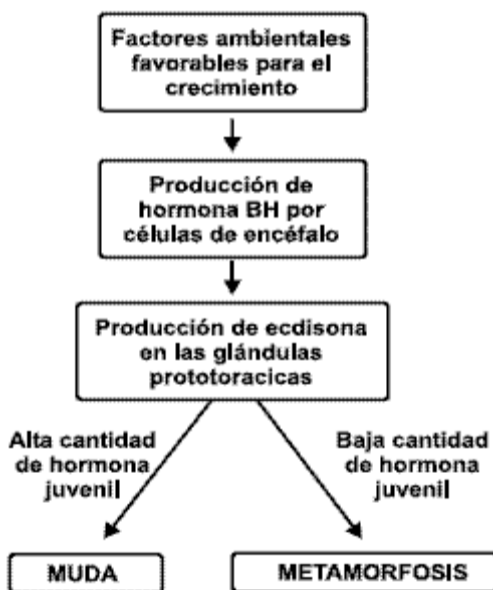 Factores ambientales
favorables para el
crecimiento
Producción de
hormona BH por
células de encéfalo
Producción de ecdisona
en las glándulas
prototoracicas
Alta cantidad
de hormona
juvenil
Baja cantidad
de hormona
juvenil
MUDA
METAMORFOSIS